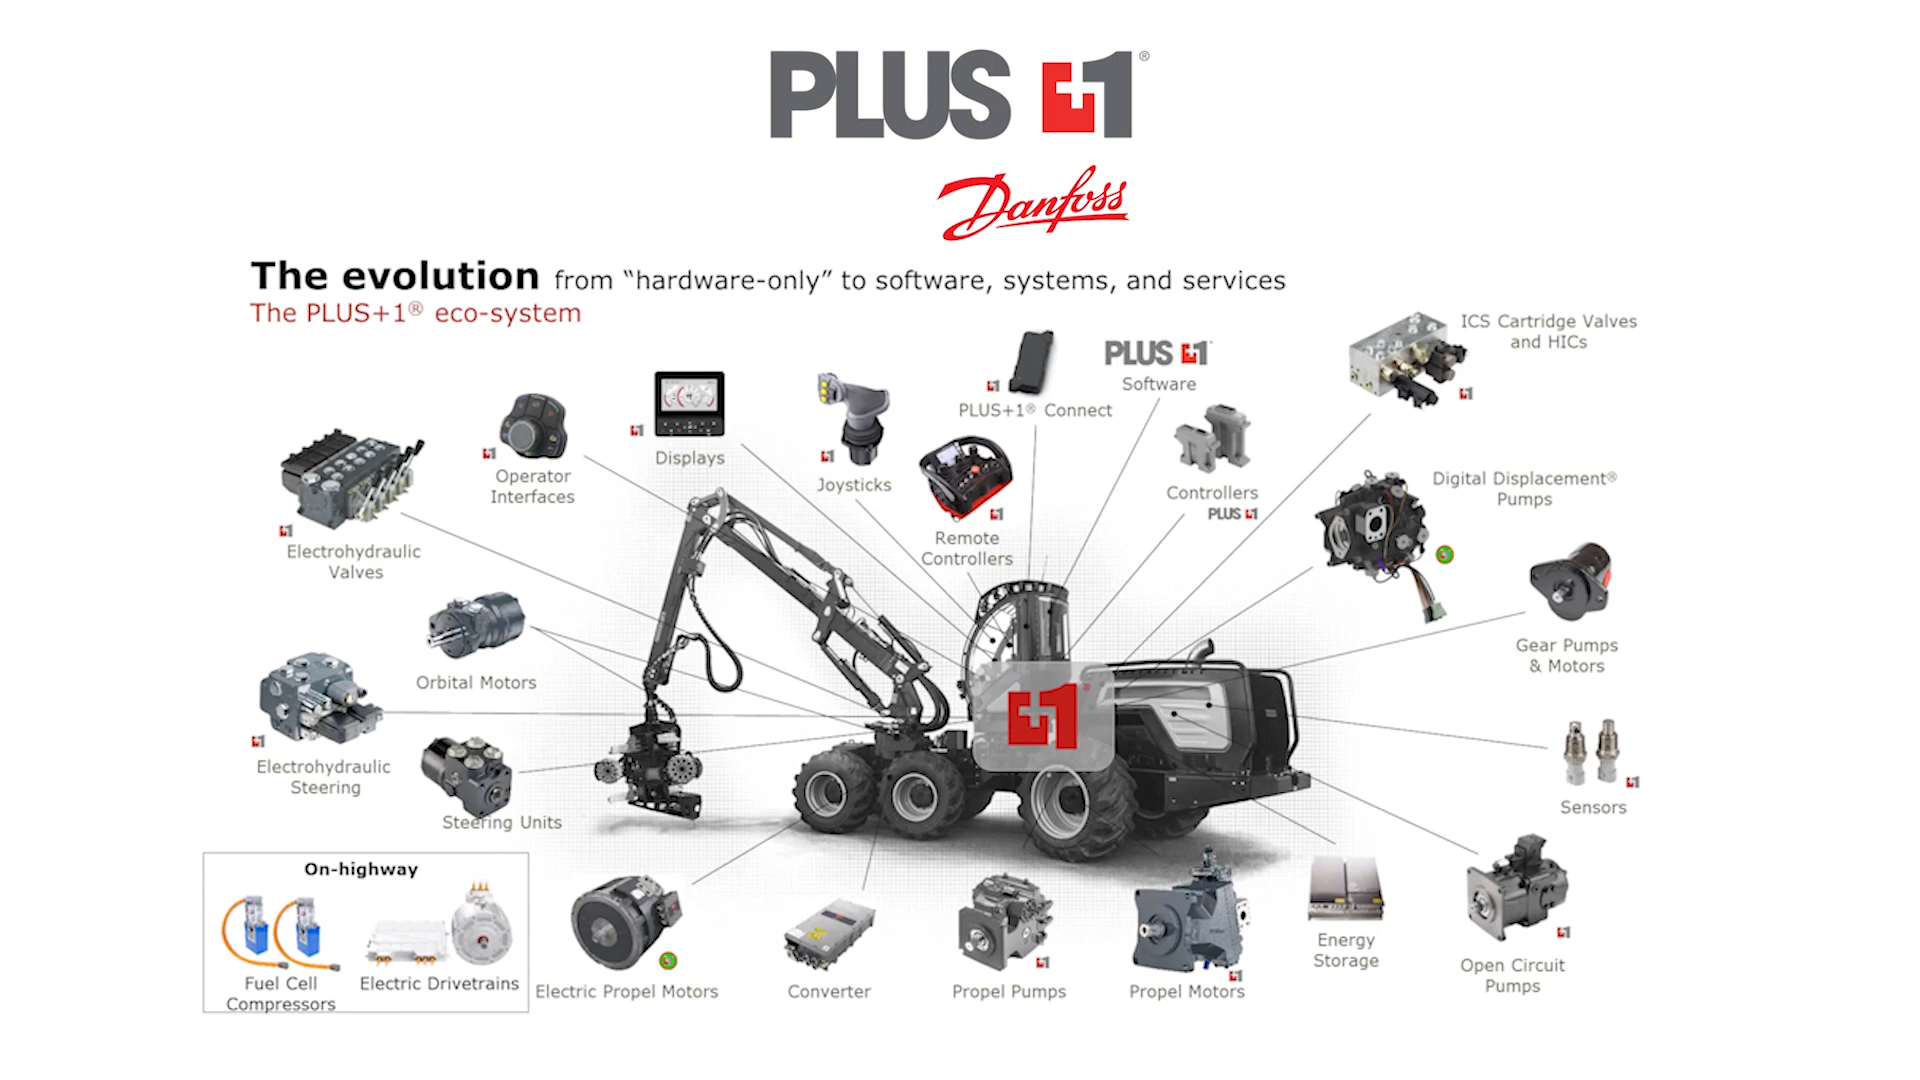 PLUS +1®
Danfoss
The evolution from “hardware-only” to software, systems, and services
The PLUS+1® eco-system
ICS Cartridge Valves
and HICs
PLUS +1
Software
PLUS+1® Connect
Displays
Joysticks
Operator
Interfaces
Controllers
PLUS +1
Digital Displacement®
Pumps
Remote
Controllers
Electrohydraulic
Valves
Gear Pumps
& Motors
Orbital Motors
+1®
Electrohydraulic
Steering
Sensors
Steering Units
On-highway
Fuel Cell
Compressors
Electric Drivetrains
Electric Propel Motors
Converter
Propel Pumps
Propel Motors
Energy
Storage
Open Circuit
Pumps